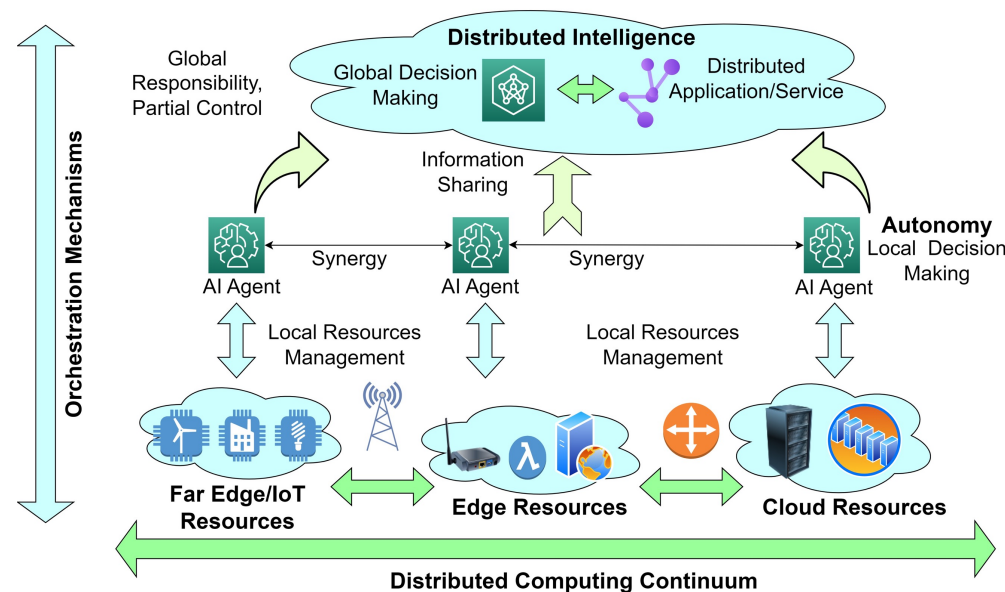 Distributed Intelligence
Global
Responsibility,
Partial Control
Global Decision
Making
Distributed
Application/Service
Information
Sharing
Orchestration Mechanisms
Synergy
Synergy
Autonomy
Local Decision
Making
AI Agent
AI Agent
AI Agent
Local Resources
Management
Local Resources
Management
λ
Far Edge/IoT
Resources
Edge Resources
Cloud Resources
Distributed Computing Continuum